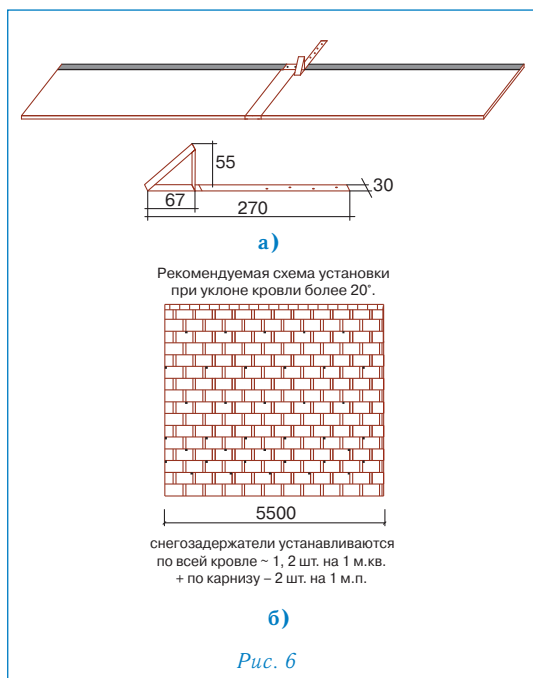 55
30
67
270
а)
Рекомендуемая схема установки
при уклоне кровли более 20°.
5500
снегозадержатели устанавливаются
по всей кровле ~ 1, 2 шт. на 1 м.кв.
+ по карнизу – 2 шт. на 1 м.п.
б)
Рис. 6